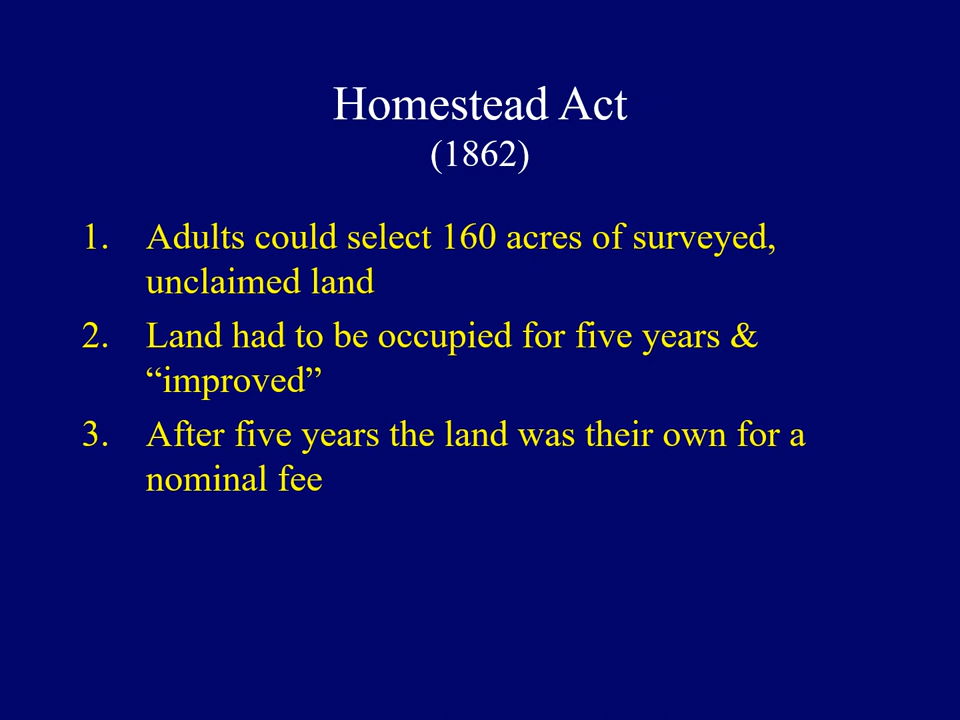 Homestead Act
(1862)
1. Adults could select 160 acres of surveyed,
unclaimed land
2. Land had to be occupied for five years &
“improved”
3. After five years the land was their own for a
nominal fee